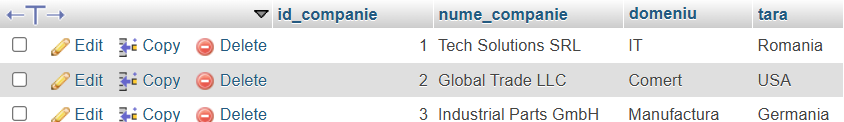 id_companie nume_companie domeniu tara
Edit Copy Delete 1 Tech Solutions SRL IT Romania
Edit Copy Delete 2 Global Trade LLC Comert USA
Edit Copy Delete 3 Industrial Parts GmbH Manufactura Germania